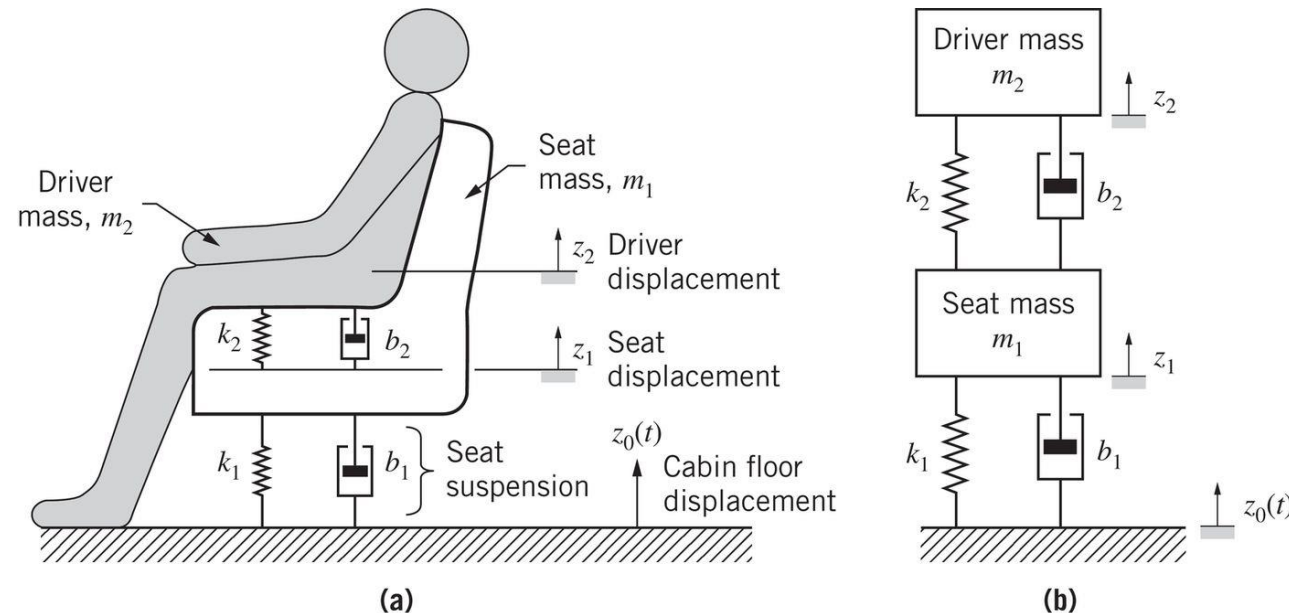 Driver
mass, m₂
Seat
mass, m₁
z₂
Driver
displacement
k₂
b₂
z₁
Seat
displacement
k₁
b₁
Seat
suspension
z₀(t)
Cabin floor
displacement
(a)
Driver mass
m₂
z₂
k₂
b₂
Seat mass
m₁
z₁
k₁
b₁
z₀(t)
(b)